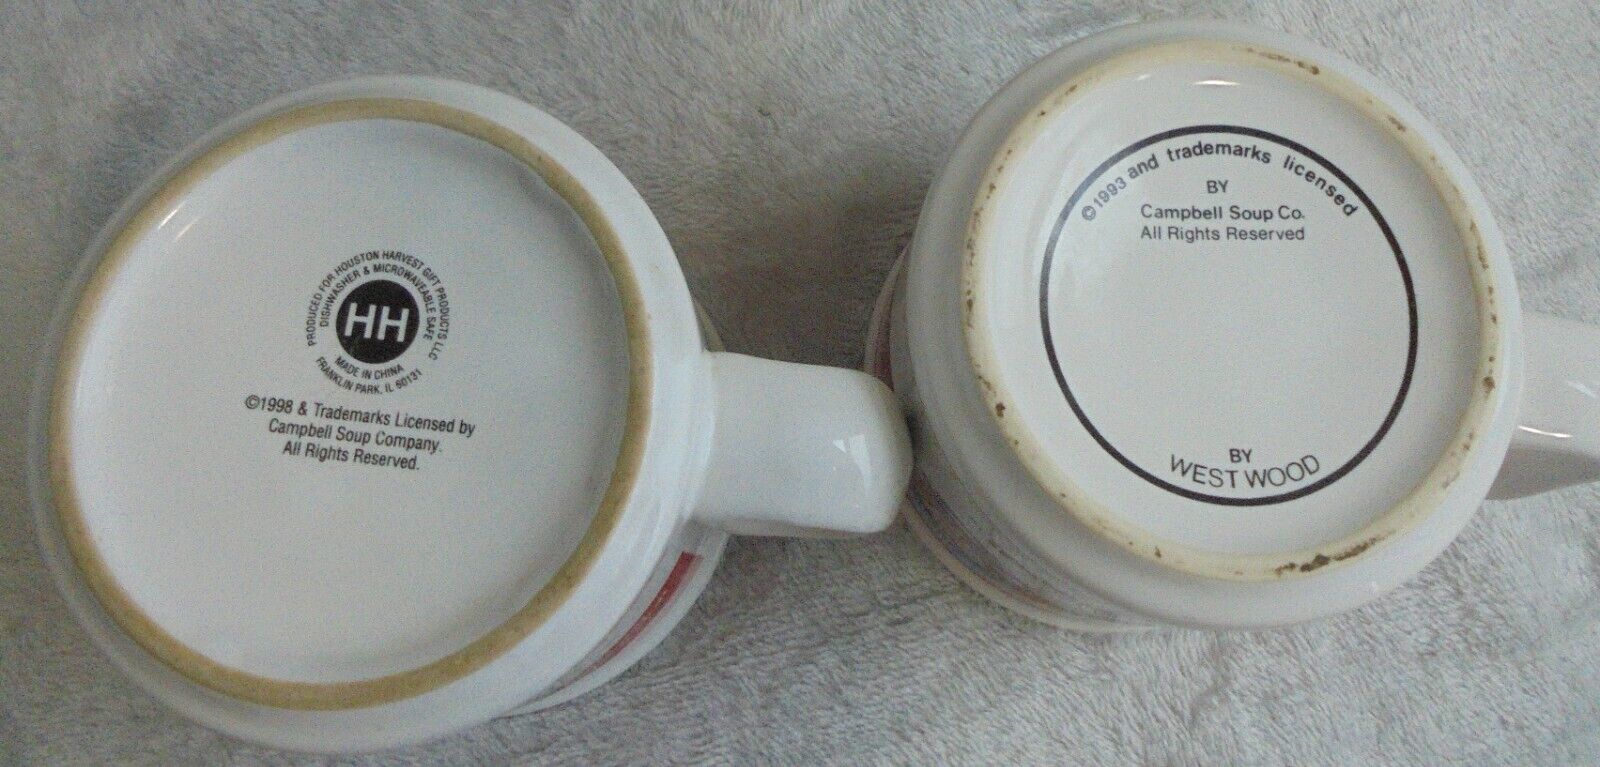 PRODUCED FOR HOUSTON HARVEST GIFT PRODUCTS LLC
DISHWASHER & MICROWAVEABLE SAFE
HH
MADE IN CHINA
FRANKLIN PARK, IL 60131
©1998 & Trademarks Licensed by
Campbell Soup Company.
All Rights Reserved.
©1993 and trademarks licensed
BY
Campbell Soup Co.
All Rights Reserved
BY
WESTWOOD